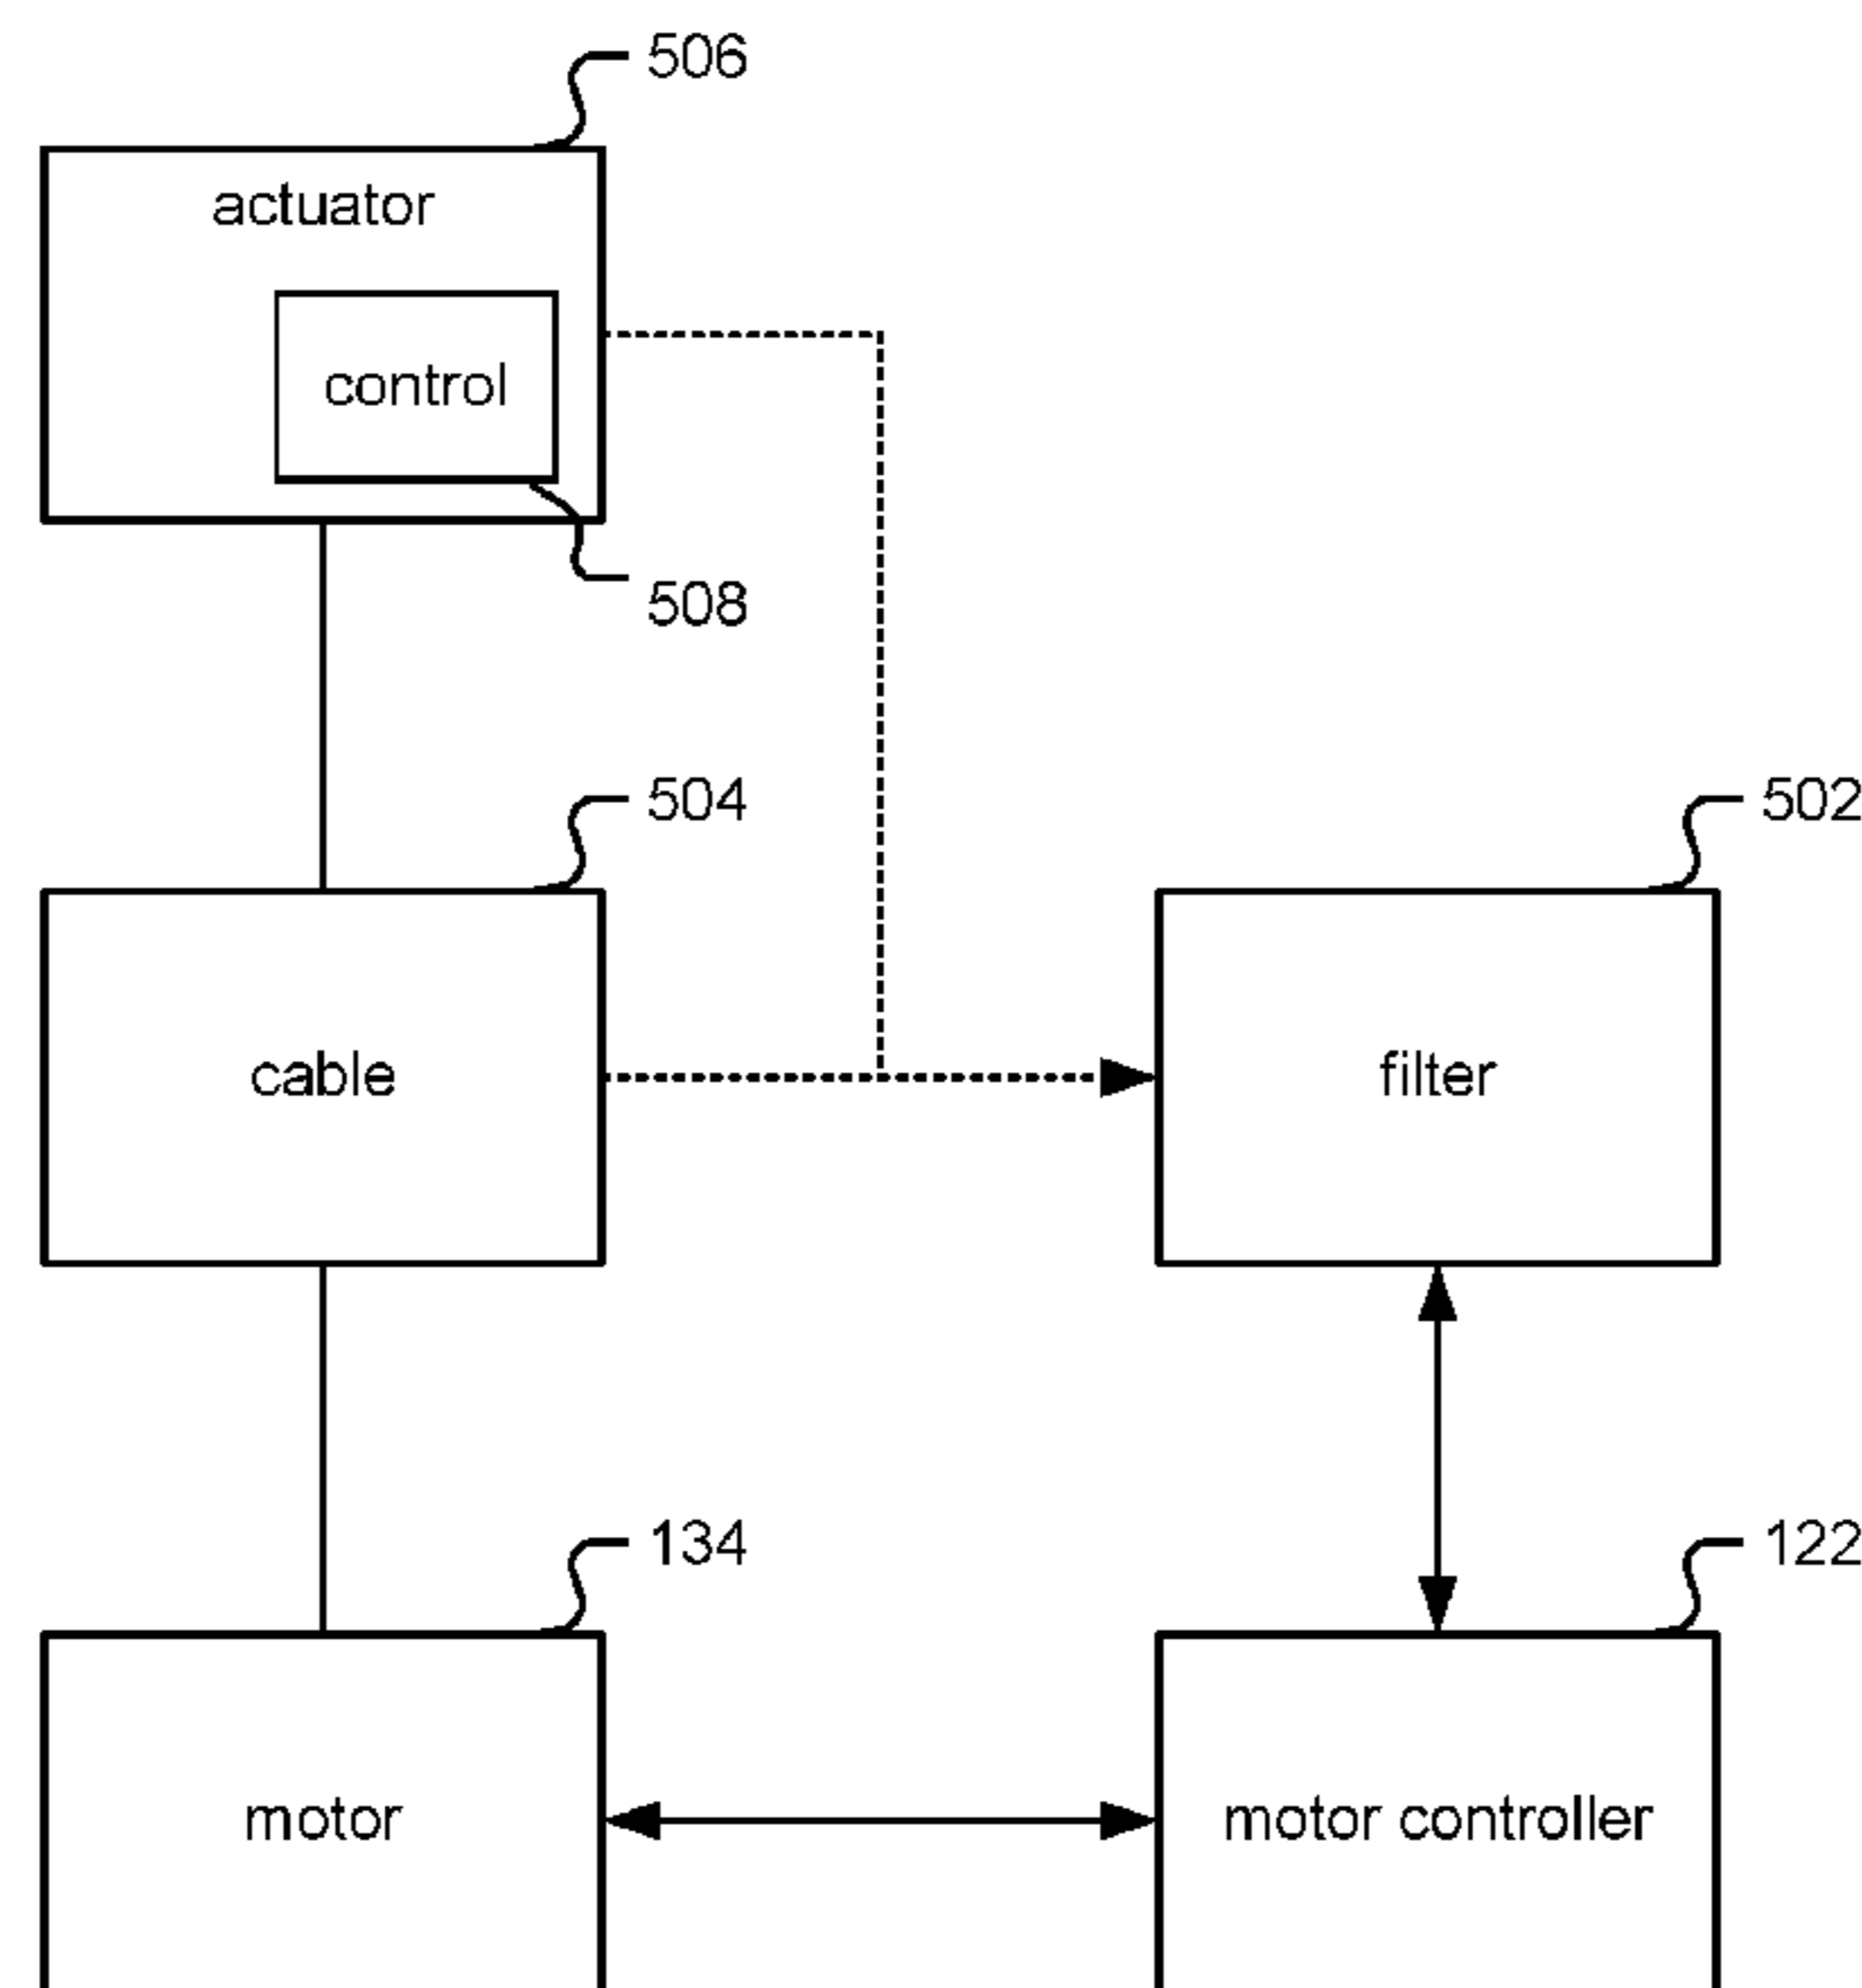 506
actuator
control
508
504
502
cable
filter
134
122
motor
motor controller